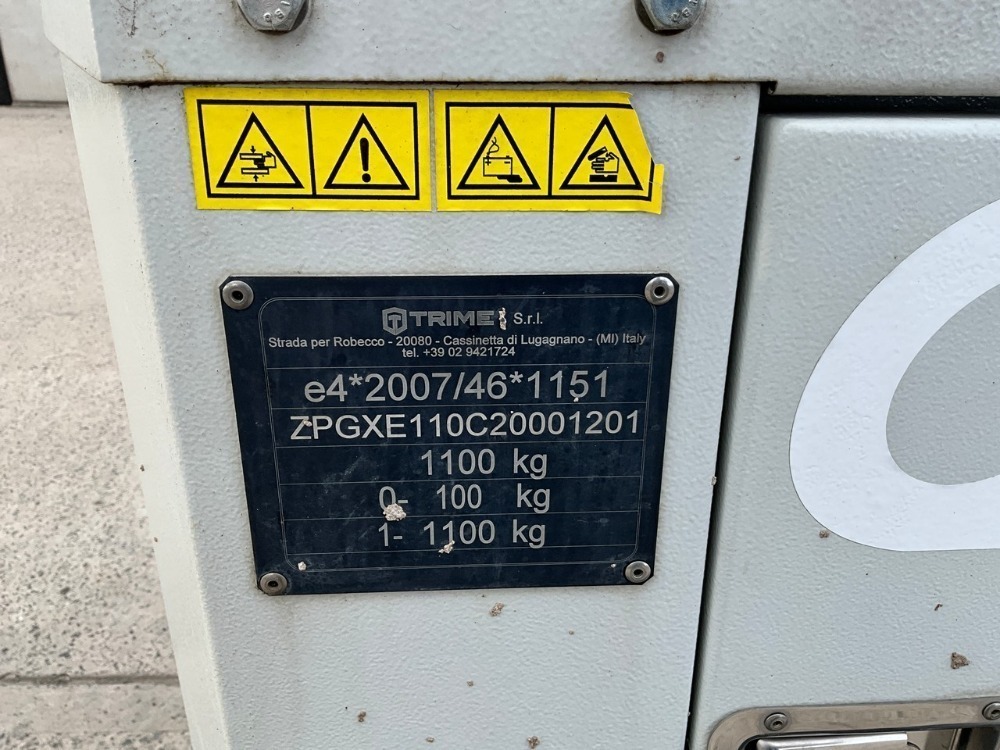 TRIME S.r.l.
Strada per Robecco - 20080 - Cassinetta di Lugagnano - (MI) Italy
tel. +39 02 9421724
e4*2007/46*1151
ZPGXE110C20001201
1100 kg
0- 100 kg
1- 1100 kg